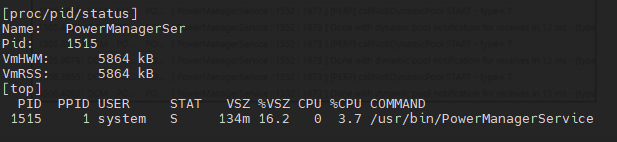 [proc/pid/status]
Name:   PowerManagerSer
Pid:    1515
VmHWM:      5864 kB
VmRSS:      5864 kB
[top]
  PID  PPID USER     STAT   VSZ %VSZ CPU %CPU COMMAND
 1515     1 system   S     134m 16.2   0  3.7 /usr/bin/PowerManagerService